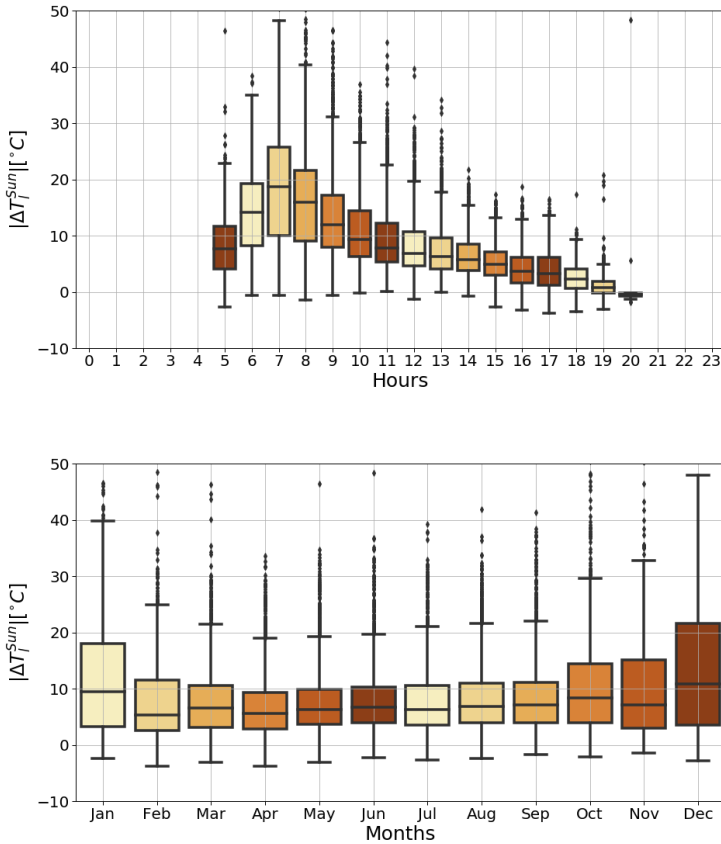 50
40
30
20
10
0
−10
|ΔT_l^{Sun}|[°C]
0 1 2 3 4 5 6 7 8 9 10 11 12 13 14 15 16 17 18 19 20 21 22 23
Hours
50
40
30
20
10
0
−10
|ΔT_l^{Sun}|[°C]
Jan Feb Mar Apr May Jun Jul Aug Sep Oct Nov Dec
Months